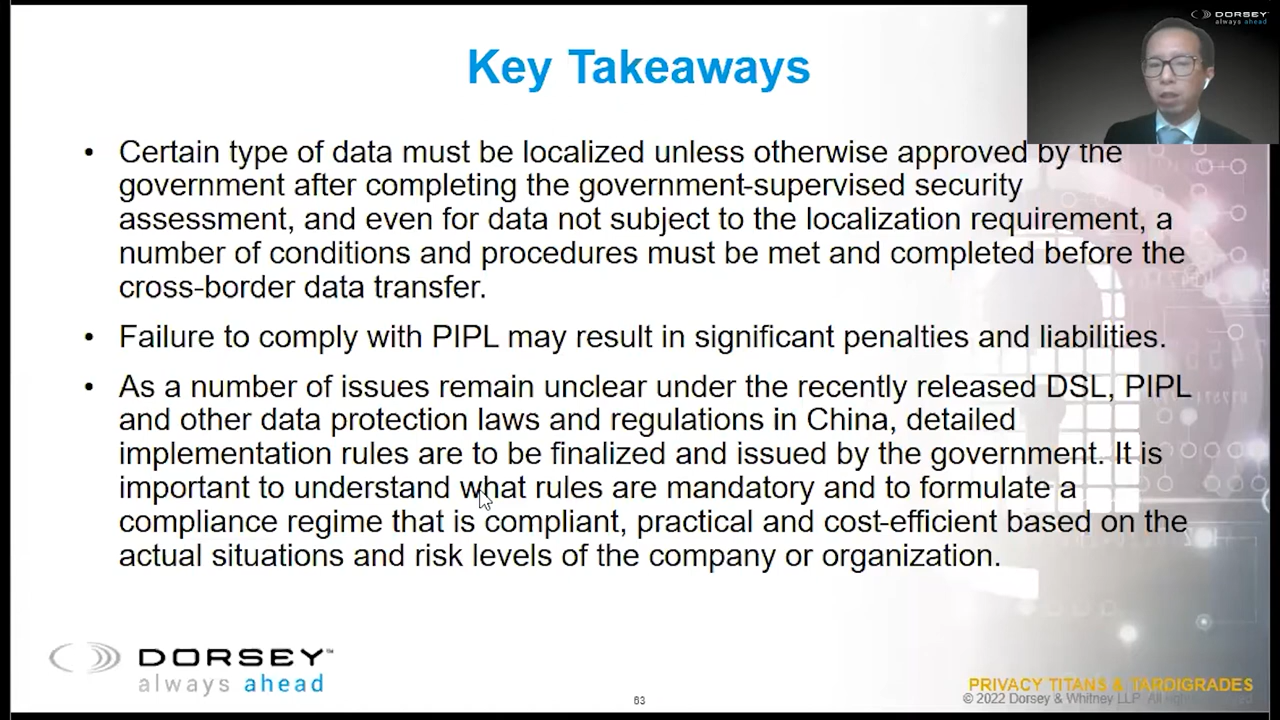 DORSEY™
always ahead
Key Takeaways
• Certain type of data must be localized unless otherwise approved by the
government after completing the government-supervised security
assessment, and even for data not subject to the localization requirement, a
number of conditions and procedures must be met and completed before the
cross-border data transfer.
• Failure to comply with PIPL may result in significant penalties and liabilities.
• As a number of issues remain unclear under the recently released DSL, PIPL
and other data protection laws and regulations in China, detailed
implementation rules are to be finalized and issued by the government. It is
important to understand what rules are mandatory and to formulate a
compliance regime that is compliant, practical and cost-efficient based on the
actual situations and risk levels of the company or organization.
DORSEY™
always ahead
63
PRIVACY TITANS & TARDIGRADES
© 2022 Dorsey & Whitney LLP. All rights